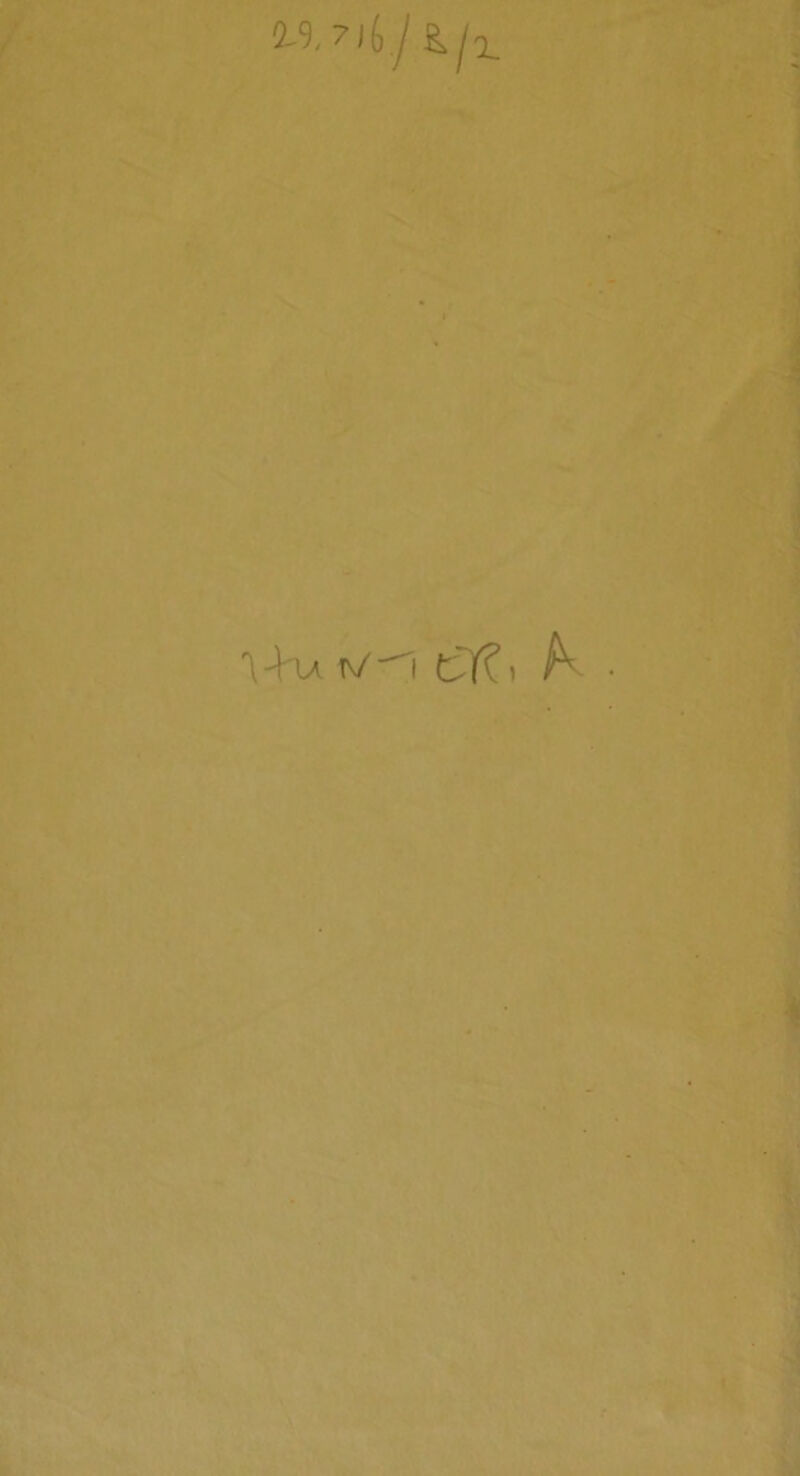 29,716/B/2
HUNTER, A.